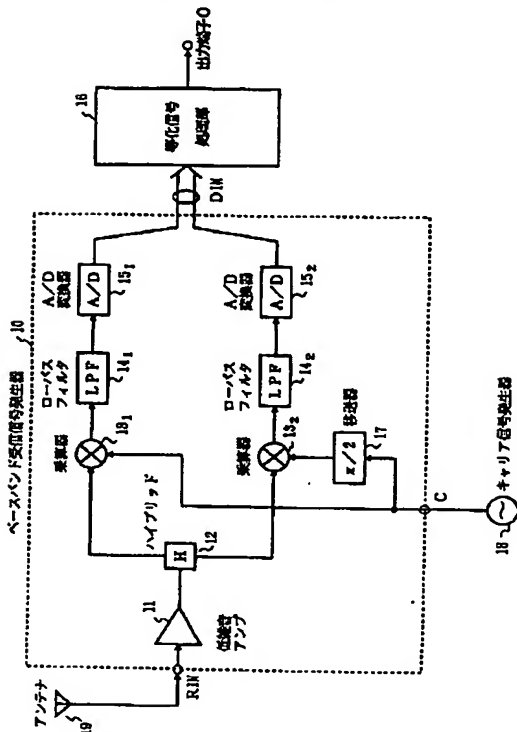 ベースバンド受信信号発生器
10
アンテナ
19
RIN
11
低雑音
アンプ
H
12
ハイブリッド
乗算器
13₁
ローパス
フィルタ
LPF
14₁
A/D
変換器
A/D
15₁
乗算器
13₂
ローパス
フィルタ
LPF
14₂
A/D
変換器
A/D
15₂
移送器
π/2
17
C
18
キャリア信号発生器
DIN
16
等化信号
処理部
出力端子O